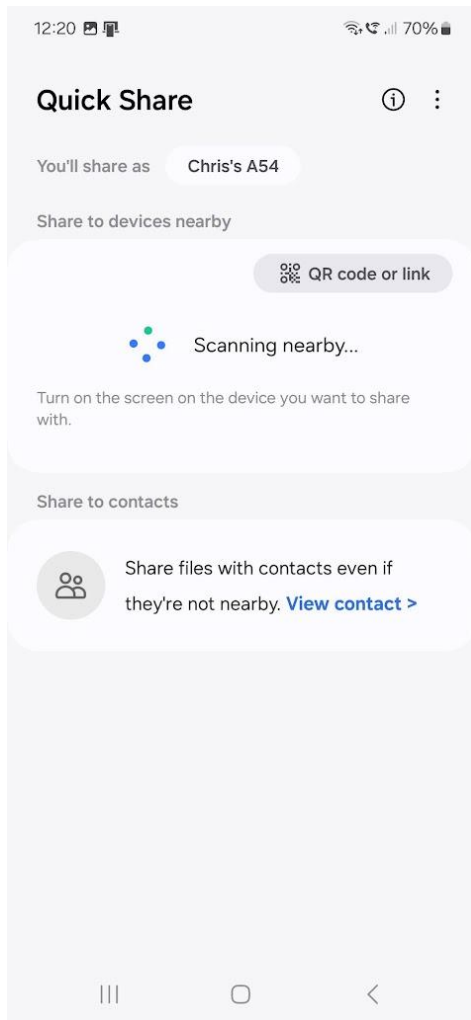 12:20 70%
Quick Share
You'll share as Chris's A54
Share to devices nearby
QR code or link
Scanning nearby...
Turn on the screen on the device you want to share
with.
Share to contacts
Share files with contacts even if
they're not nearby. View contact >